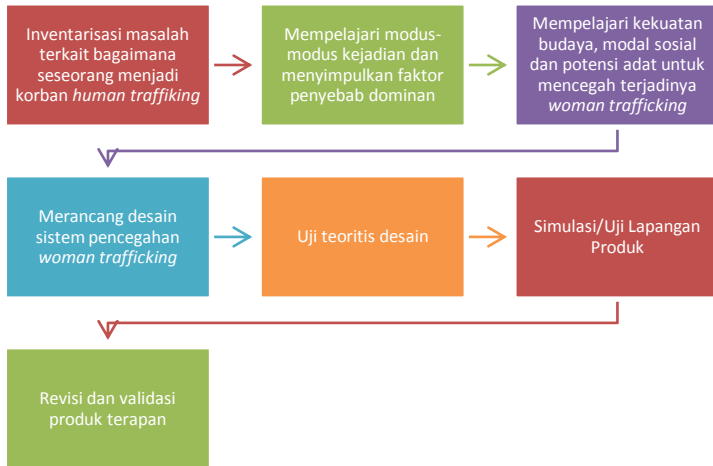 Inventarisasi masalah
terkait bagaimana
seseorang menjadi
korban human traffiking
Mempelajari modus-
modus kejadian dan
menyimpulkan faktor
penyebab dominan
Mempelajari kekuatan
budaya, modal sosial
dan potensi adat untuk
mencegah terjadinya
woman trafficking
Merancang desain
sistem pencegahan
woman trafficking
Uji teoritis desain
Simulasi/Uji Lapangan
Produk
Revisi dan validasi
produk terapan